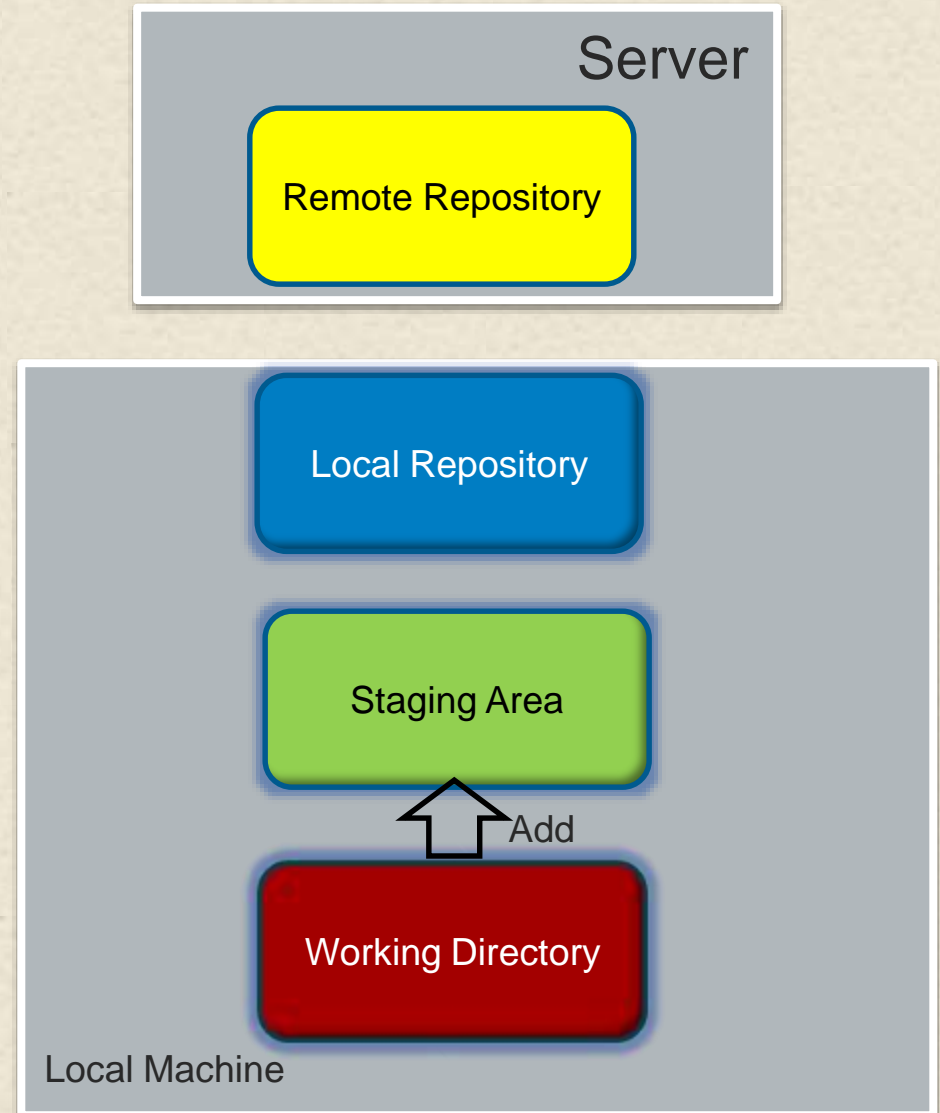 Server
Remote Repository
Local Repository
Staging Area
Add
Working Directory
Local Machine